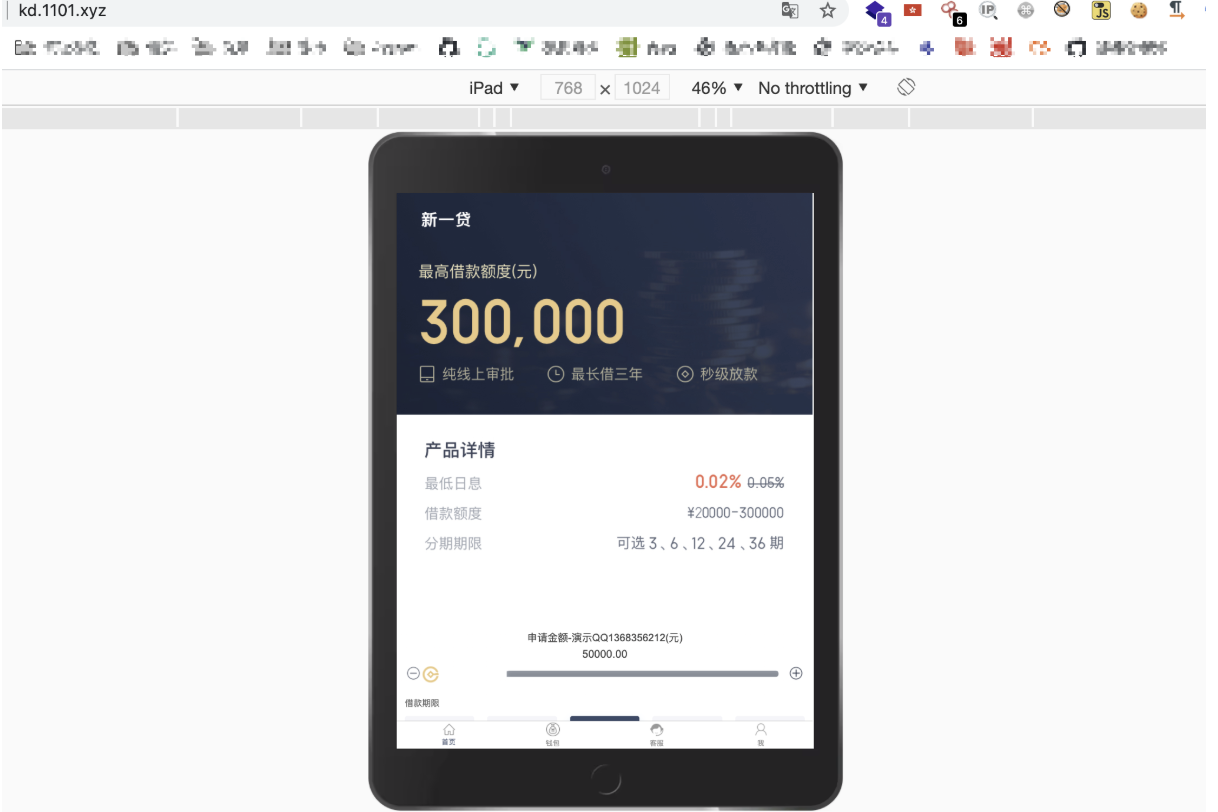 kd.1101.xyz
4
6
IP
JS
iPad ▼ 768 × 1024 46% ▼ No throttling ▼
新一贷
最高借款额度(元)
300,000
纯线上审批 最长借三年 秒级放款
产品详情
最低日息 0.02% 0.05%
借款额度 ¥20000-300000
分期期限 可选 3、6、12、24、36 期
申请金额-演示QQ1368356212(元)
50000.00
借款期限
首页 钱包 客服 我